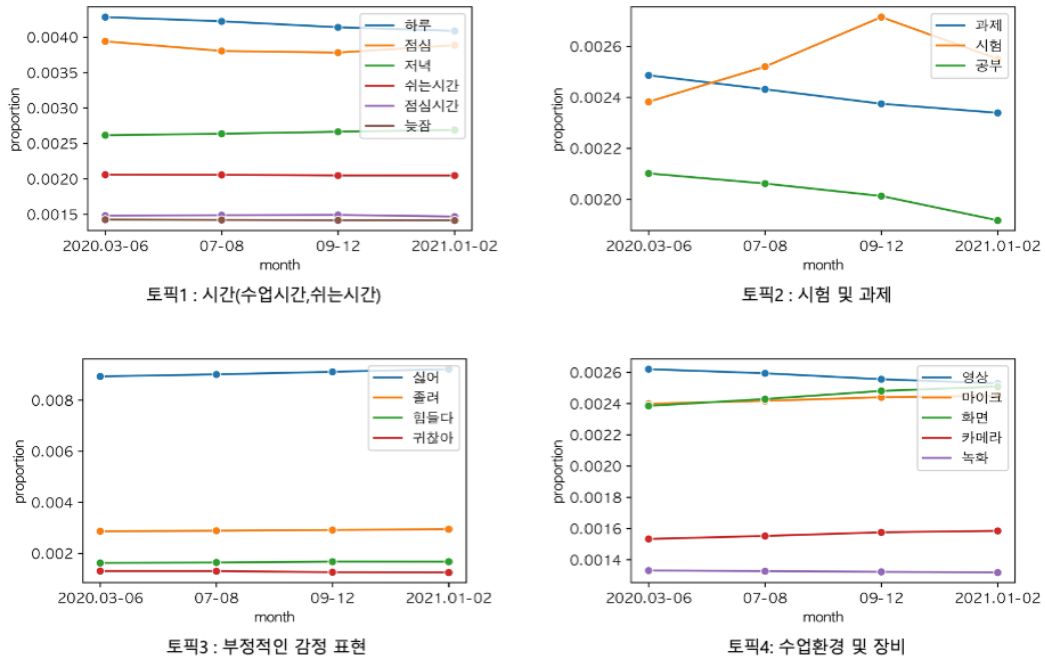 0.0040
0.0035
0.0030
0.0025
0.0020
0.0015
proportion
하루
점심
저녁
쉬는시간
점심시간
늦잠
2020.03-06
07-08
09-12
2021.01-02
month
토픽1 : 시간(수업시간,쉬는시간)
0.0026
0.0024
0.0022
0.0020
proportion
과제
시험
공부
2020.03-06
07-08
09-12
2021.01-02
month
토픽2 : 시험 및 과제
0.008
0.006
0.004
0.002
proportion
싫어
졸려
힘들다
귀찮아
2020.03-06
07-08
09-12
2021.01-02
month
토픽3 : 부정적인 감정 표현
0.0026
0.0024
0.0022
0.0020
0.0018
0.0016
0.0014
proportion
영상
마이크
화면
카메라
녹화
2020.03-06
07-08
09-12
2021.01-02
month
토픽4: 수업환경 및 장비